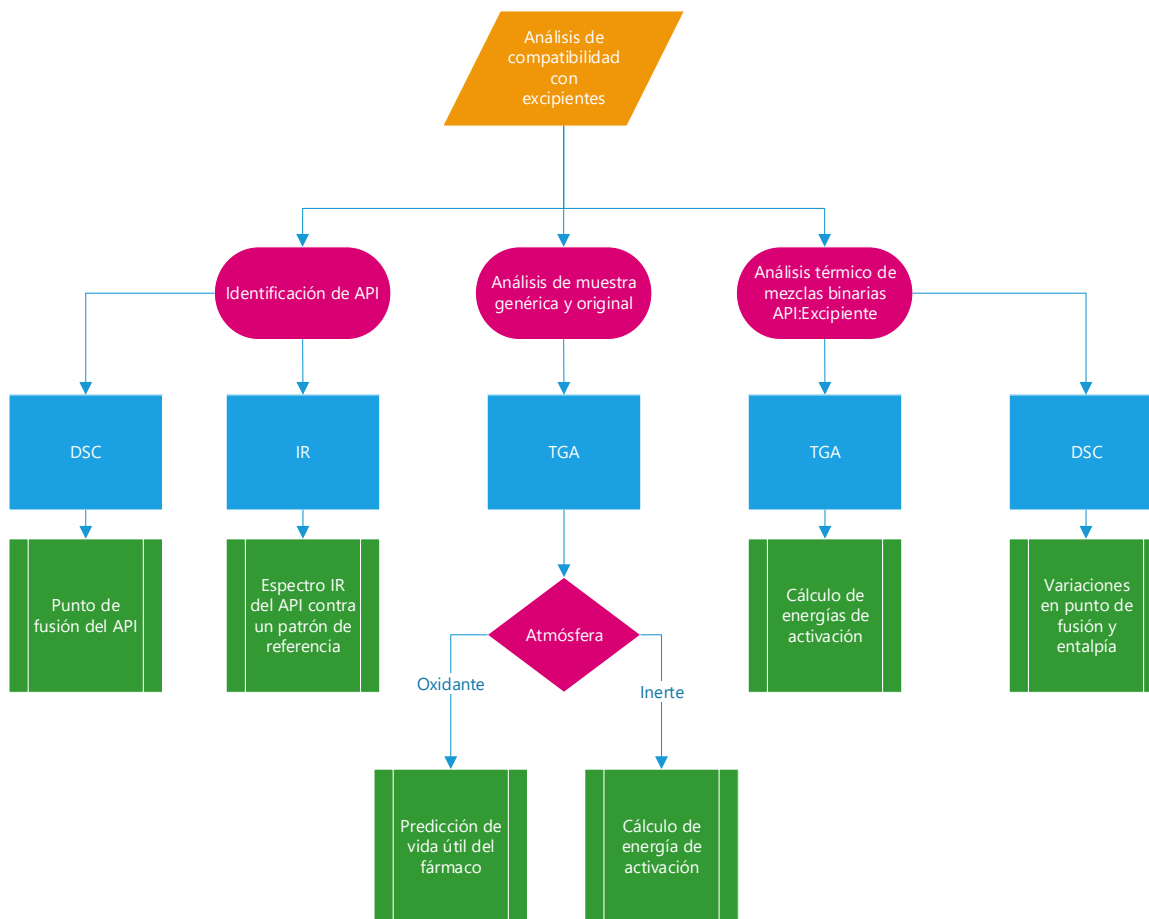 Análisis de
compatibilidad
con
excipientes
Identificación de API
Análisis de muestra
genérica y original
Análisis térmico de
mezclas binarias
API:Excipiente
DSC
IR
TGA
TGA
DSC
Punto de
fusión del API
Espectro IR
del API contra
un patrón de
referencia
Atmósfera
Cálculo de
energías de
activación
Variaciones
en punto de
fusión y
entalpía
Oxidante
Inerte
Predicción de
vida útil del
fármaco
Cálculo de
energía de
activación